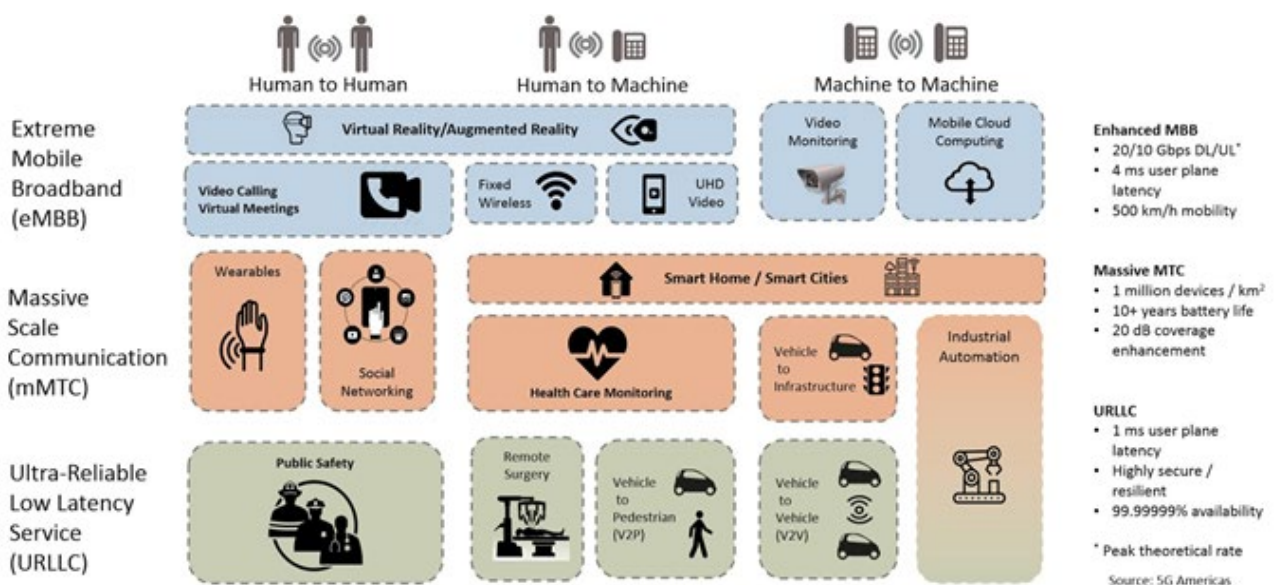 Human to Human
Human to Machine
Machine to Machine
Extreme
Mobile
Broadband
(eMBB)
Virtual Reality/Augmented Reality
Video Calling
Virtual Meetings
Fixed
Wireless
UHD
Video
Video
Monitoring
Mobile Cloud
Computing
Enhanced MBB
• 20/10 Gbps DL/UL*
• 4 ms user plane
latency
• 500 km/h mobility
Massive
Scale
Communication
(mMTC)
Wearables
Social
Networking
Smart Home / Smart Cities
Health Care Monitoring
Vehicle
to
Infrastructure
Industrial
Automation
Massive MTC
• 1 million devices / km²
• 10+ years battery life
• 20 dB coverage
enhancement
Ultra-Reliable
Low Latency
Service
(URLLC)
Public Safety
Remote
Surgery
Vehicle
to
Pedestrian
(V2P)
Vehicle
to
Vehicle
(V2V)
URLLC
• 1 ms user plane
latency
• Highly secure /
resilient
• 99.99999% availability
* Peak theoretical rate
Source: 5G Americas